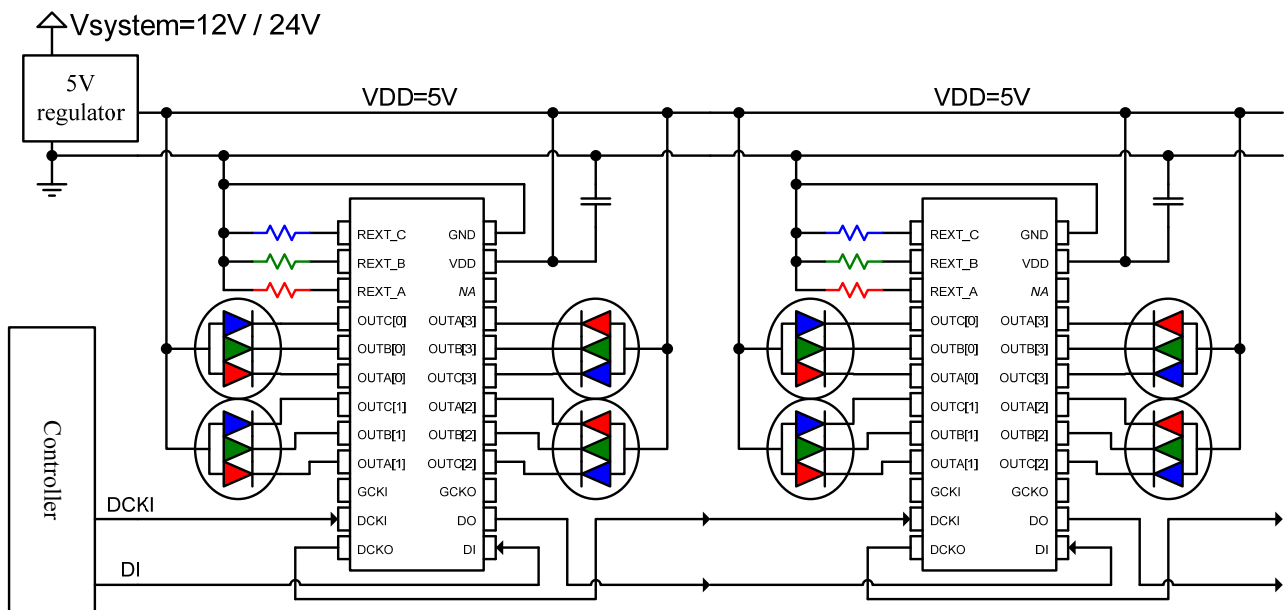 Vsystem=12V / 24V
5V
regulator
VDD=5V
VDD=5V
REXT_C
GND
REXT_B
VDD
REXT_A
NA
OUTC[0]
OUTA[3]
OUTB[0]
OUTB[3]
OUTA[0]
OUTC[3]
OUTC[1]
OUTA[2]
OUTB[1]
OUTB[2]
OUTA[1]
OUTC[2]
GCKI
GCKO
DCKI
DO
DCKO
DI
REXT_C
GND
REXT_B
VDD
REXT_A
NA
OUTC[0]
OUTA[3]
OUTB[0]
OUTB[3]
OUTA[0]
OUTC[3]
OUTC[1]
OUTA[2]
OUTB[1]
OUTB[2]
OUTA[1]
OUTC[2]
GCKI
GCKO
DCKI
DO
DCKO
DI
Controller
DCKI
DI